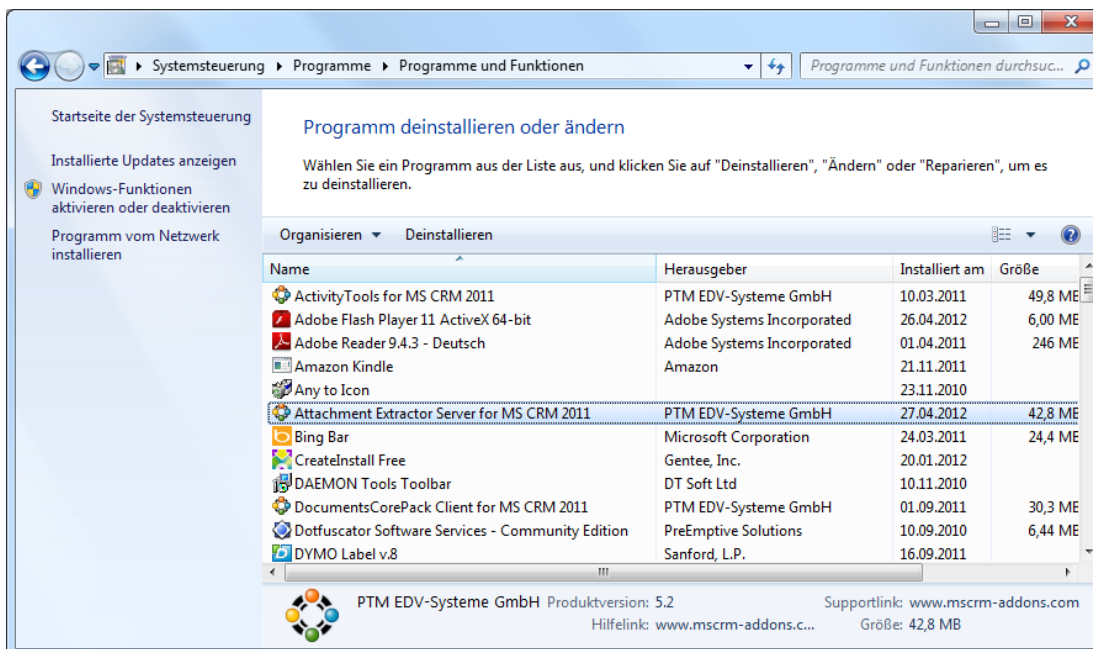 Systemsteuerung Programme Programme und Funktionen Programme und Funktionen durchsuc...
Startseite der Systemsteuerung
Installierte Updates anzeigen
Windows-Funktionen
aktivieren oder deaktivieren
Programm vom Netzwerk
installieren
Programm deinstallieren oder ändern
Wählen Sie ein Programm aus der Liste aus, und klicken Sie auf "Deinstallieren", "Ändern" oder "Reparieren", um es
zu deinstallieren.
Organisieren Deinstallieren
Name Herausgeber Installiert am Größe
ActivityTools for MS CRM 2011 PTM EDV-Systeme GmbH 10.03.2011 49,8 MB
Adobe Flash Player 11 ActiveX 64-bit Adobe Systems Incorporated 26.04.2012 6,00 MB
Adobe Reader 9.4.3 - Deutsch Adobe Systems Incorporated 01.04.2011 246 MB
Amazon Kindle Amazon 21.11.2011
Any to Icon 23.11.2010
Attachment Extractor Server for MS CRM 2011 PTM EDV-Systeme GmbH 27.04.2012 42,8 MB
Bing Bar Microsoft Corporation 24.03.2011 24,4 MB
CreateInstall Free Gentee, Inc. 20.01.2012
DAEMON Tools Toolbar DT Soft Ltd 10.11.2010
DocumentsCorePack Client for MS CRM 2011 PTM EDV-Systeme GmbH 01.09.2011 30,3 MB
Dotfuscator Software Services - Community Edition PreEmptive Solutions 10.09.2010 6,44 MB
DYMO Label v.8 Sanford, L.P. 16.09.2011
PTM EDV-Systeme GmbH Produktversion: 5.2 Supportlink: www.mscrm-addons.com
Hilfelink: www.mscrm-addons.c... Größe: 42,8 MB